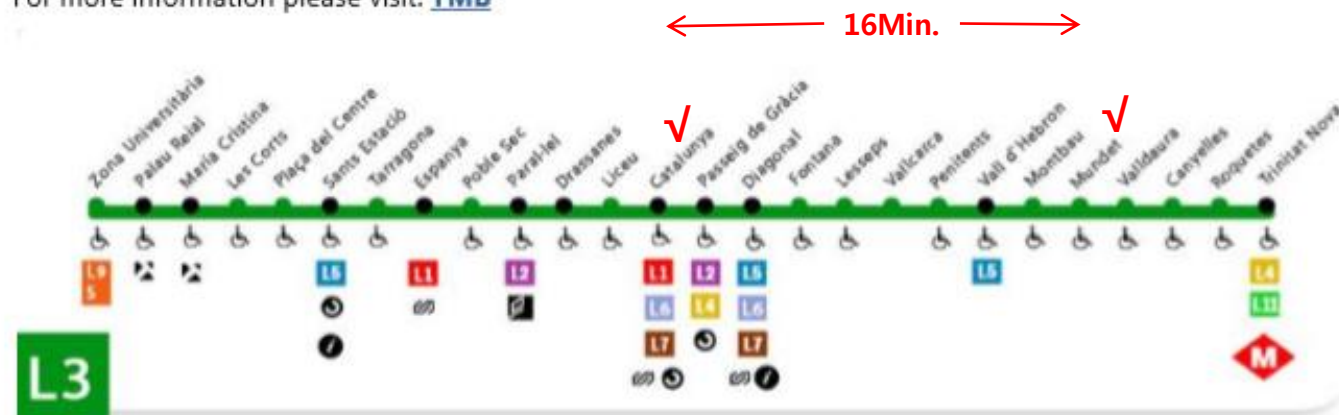 For more information please visit: TMB
16Min.
√
√
Zona Universitària
Palau Reial
Maria Cristina
Les Corts
Plaça del Centre
Sants Estació
Tarragona
Espanya
Poble Sec
Paral·lel
Drassanes
Liceu
Catalunya
Passeig de Gràcia
Diagonal
Fontana
Lesseps
Vallcarca
Penitents
Vall d'Hebron
Montbau
Mundet
Valldaura
Canyelles
Roquetes
Trinitat Nova
L9
S
L5
L1
L2
L1
L2
L5
L5
L4
L6
L4
L6
L11
L7
L7
M
L3